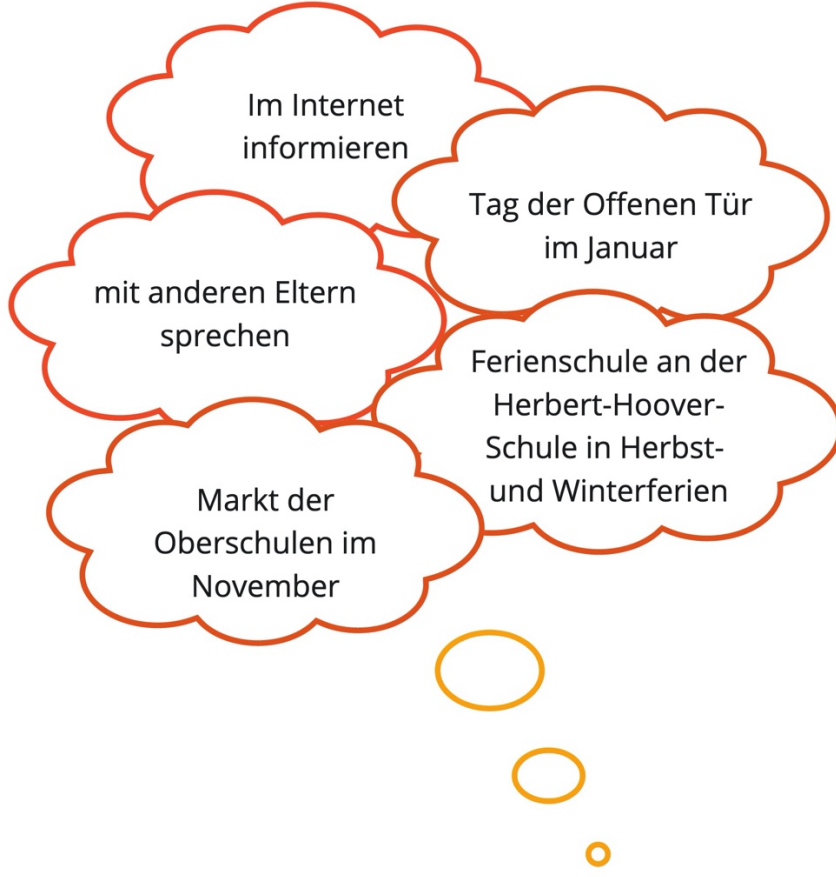 Im Internet
informieren
Tag der Offenen Tür
im Januar
mit anderen Eltern
sprechen
Ferienschule an der
Herbert-Hoover-
Schule in Herbst-
und Winterferien
Markt der
Oberschulen im
November